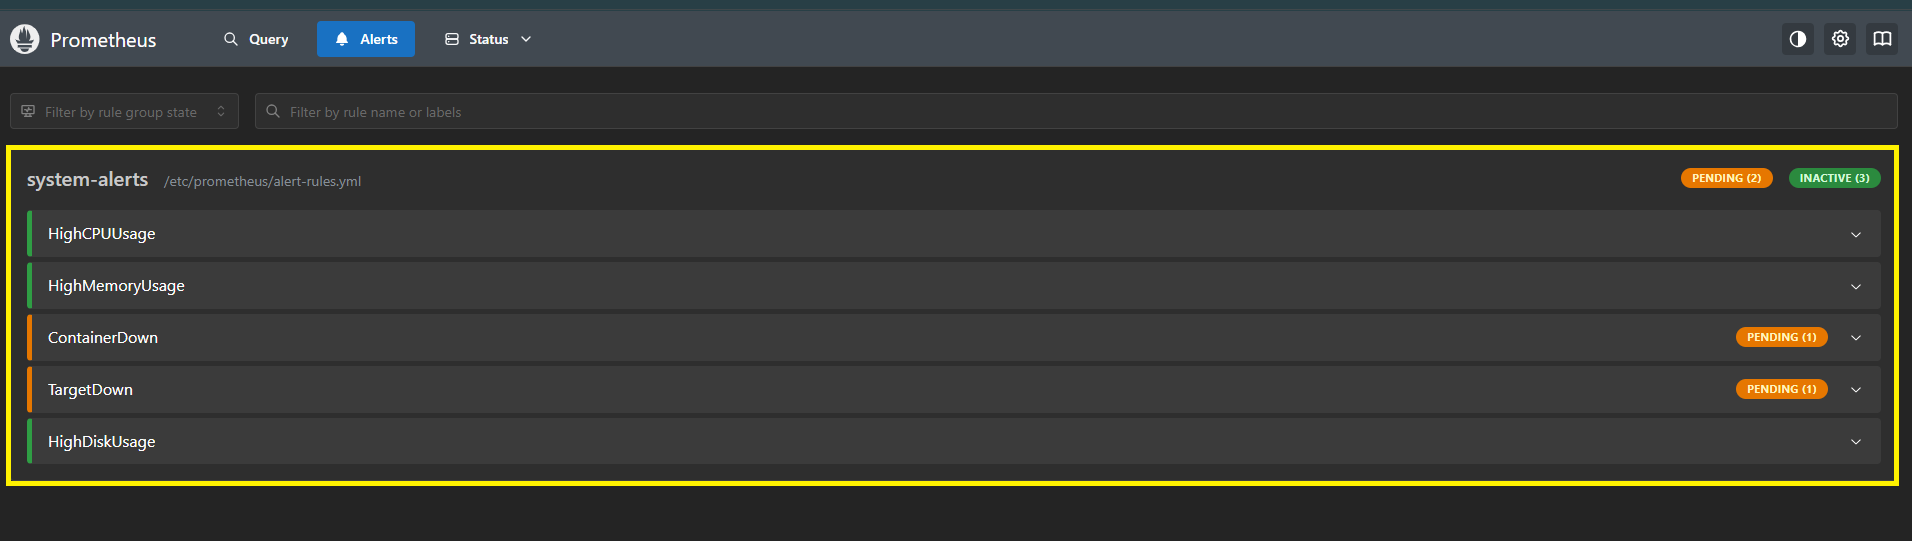 Prometheus Query Alerts Status
Filter by rule group state Filter by rule name or labels
system-alerts /etc/prometheus/alert-rules.yml PENDING (2) INACTIVE (3)
HighCPUUsage
HighMemoryUsage
ContainerDown PENDING (1)
TargetDown PENDING (1)
HighDiskUsage